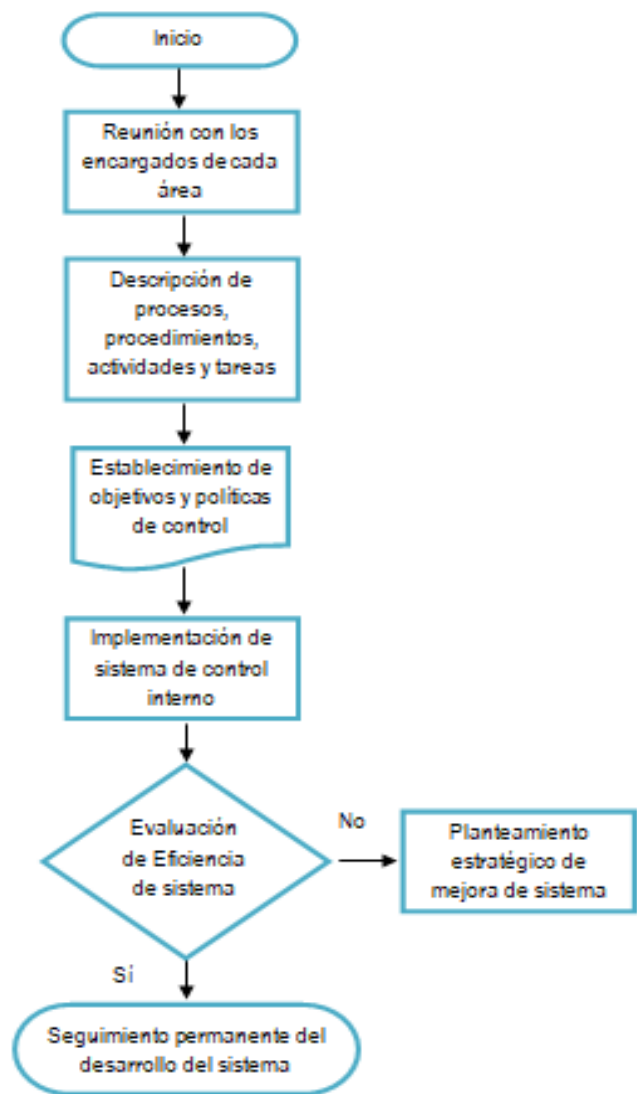 Inicio
Reunión con los
encargados de cada
área
Descripción de
procesos,
procedimientos,
actividades y tareas
Establecimiento de
objetivos y políticas
de control
Implementación de
sistema de control
interno
Evaluación
de Eficiencia
de sistema
No
Planteamiento
estratégico de
mejora de sistema
Sí
Seguimiento permanente del
desarrollo del sistema